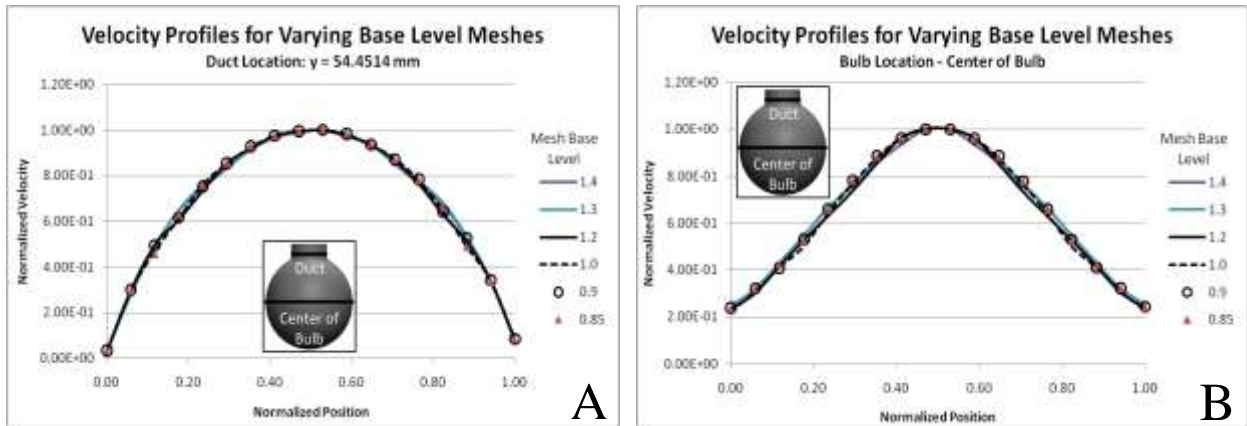 Velocity Profiles for Varying Base Level Meshes
Duct Location: y = 54.4514 mm
1.20E+00
1.00E+00
8.00E-01
6.00E-01
4.00E-01
2.00E-01
0.00E+00
Normalized Velocity
0.00 0.20 0.40 0.60 0.80 1.00
Normalized Position
Duct
Center of
Bulb
Mesh Base
Level
1.4
1.3
1.2
1.0
0.9
0.85
A
Velocity Profiles for Varying Base Level Meshes
Bulb Location - Center of Bulb
1.20E+00
1.00E+00
8.00E-01
6.00E-01
4.00E-01
2.00E-01
0.00E+00
Normalized Velocity
0.00 0.20 0.40 0.60 0.80 1.00
Normalized Position
Duct
Center of
Bulb
Mesh Base
Level
1.4
1.3
1.2
1.0
0.9
0.85
B